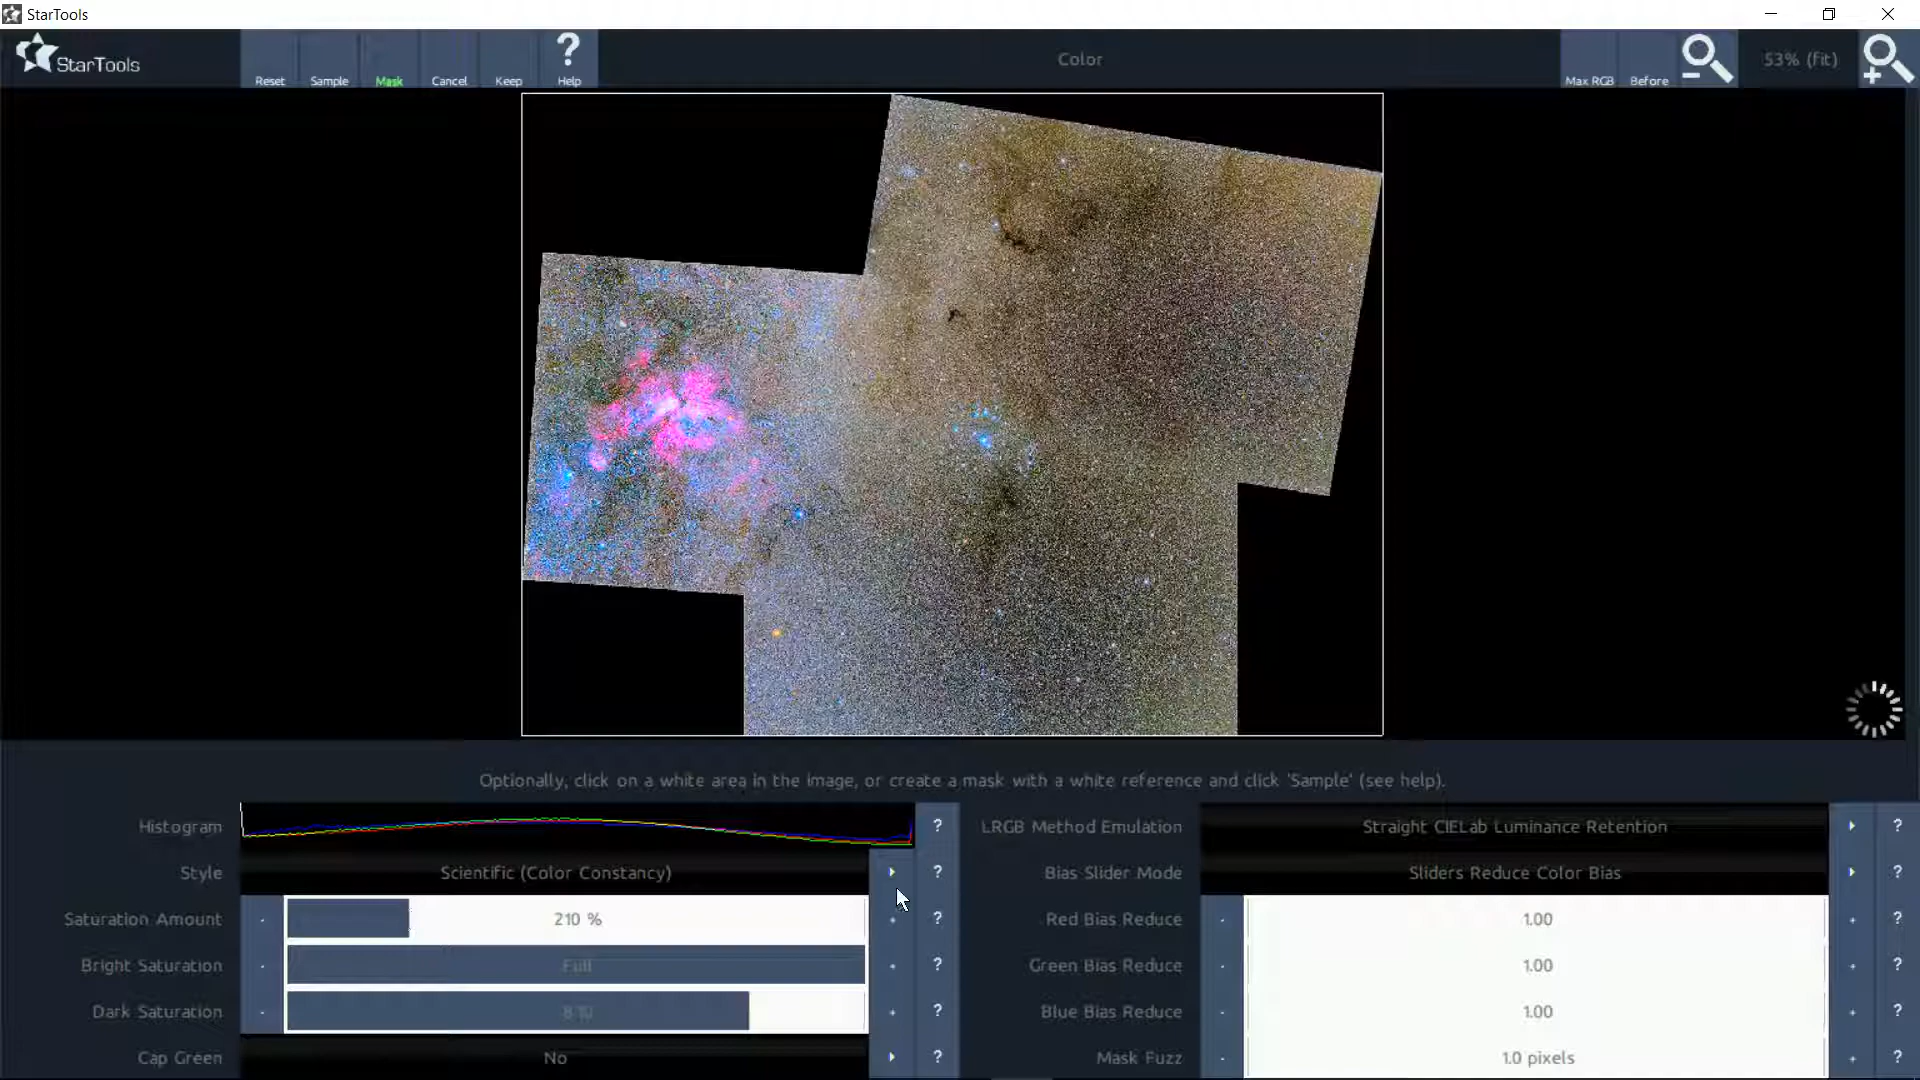 StarTools
StarTools
Reset
Sample
Mask
Cancel
Keep
?
Help
Color
Max RGB
Before
53% (fit)
Optionally, click on a white area in the image, or create a mask with a white reference and click 'Sample' (see help).
Histogram
?
LRGB Method Emulation
Straight CIELab Luminance Retention
?
Style
Scientific (Color Constancy)
?
Bias Slider Mode
Sliders Reduce Color Bias
?
Saturation Amount
-
210 %
+
?
Red Bias Reduce
-
1.00
+
?
Bright Saturation
-
Full
+
?
Green Bias Reduce
-
1.00
+
?
Dark Saturation
-
+
?
Blue Bias Reduce
-
1.00
+
?
Cap Green
No
?
Mask Fuzz
-
1.0 pixels
+
?